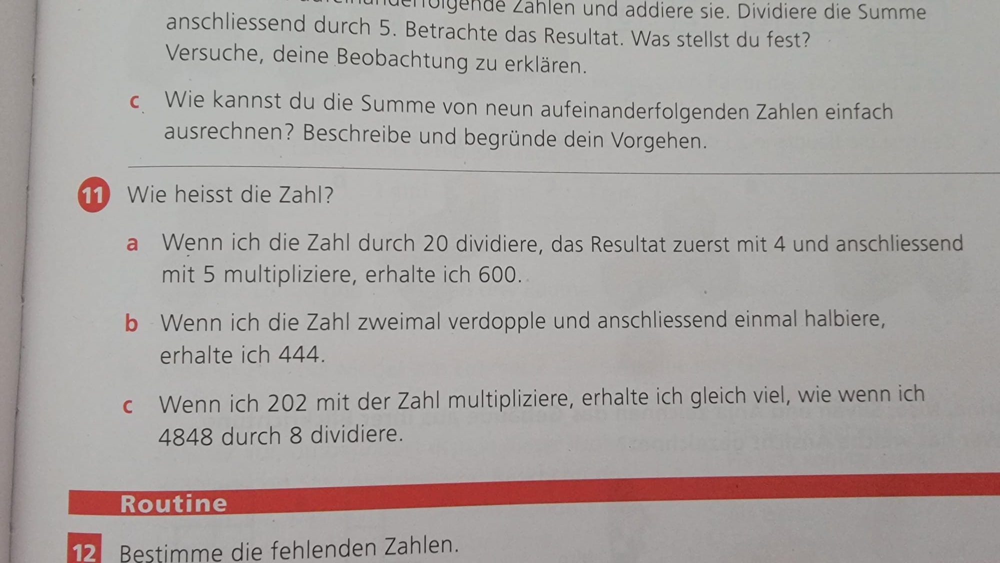 aufeinanderfolgende Zahlen und addiere sie. Dividiere die Summe
anschliessend durch 5. Betrachte das Resultat. Was stellst du fest?
Versuche, deine Beobachtung zu erklären.
c Wie kannst du die Summe von neun aufeinanderfolgenden Zahlen einfach
ausrechnen? Beschreibe und begründe dein Vorgehen.
11 Wie heisst die Zahl?
a Wenn ich die Zahl durch 20 dividiere, das Resultat zuerst mit 4 und anschliessend
mit 5 multipliziere, erhalte ich 600.
b Wenn ich die Zahl zweimal verdopple und anschliessend einmal halbiere,
erhalte ich 444.
c Wenn ich 202 mit der Zahl multipliziere, erhalte ich gleich viel, wie wenn ich
4848 durch 8 dividiere.
Routine
12 Bestimme die fehlenden Zahlen.